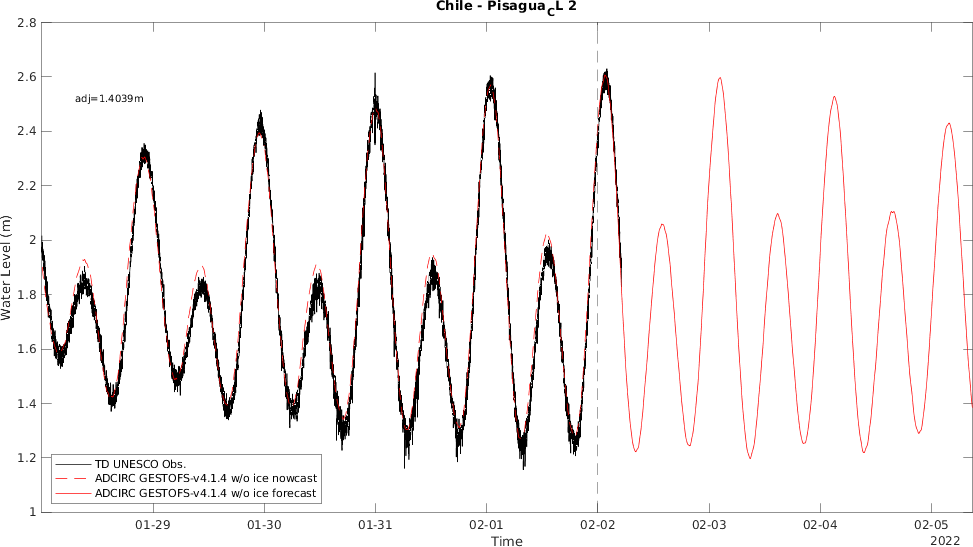 Chile - Pisagua_CL 2
2.8
2.6
adj=1.4039m
2.4
2.2
2
Water Level (m)
1.8
1.6
1.4
1.2
1
TD UNESCO Obs.
ADCIRC GESTOFS-v4.1.4 w/o ice nowcast
ADCIRC GESTOFS-v4.1.4 w/o ice forecast
01-29 01-30 01-31 02-01 02-02 02-03 02-04 02-05
Time
2022